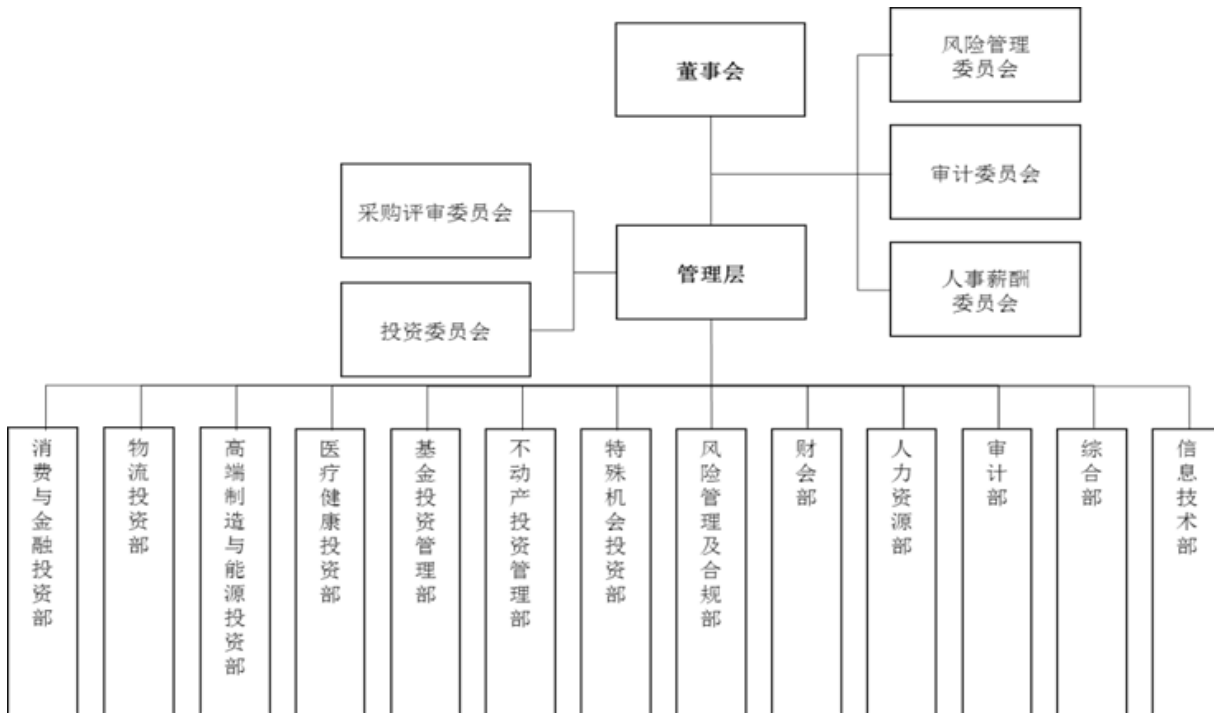 董事会
风险管理
委员会
审计委员会
采购评审委员会
管理层
人事薪酬
委员会
投资委员会
消费与金融投资部
物流投资部
高端制造与能源投资部
医疗健康投资部
基金投资管理部
不动产投资管理部
特殊机会投资部
风险管理及合规部
财会部
人力资源部
审计部
综合部
信息技术部